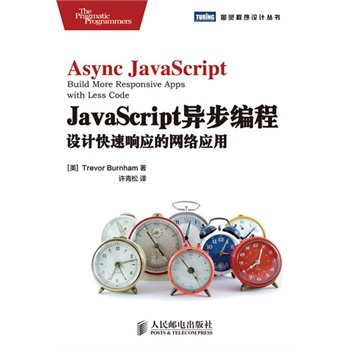 The Pragmatic Programmers
TURING 图灵程序设计丛书
Async JavaScript
Build More Responsive Apps
with Less Code
JavaScript异步编程
设计快速响应的网络应用
[美] Trevor Burnham 著
许青松 译
人民邮电出版社
POSTS & TELECOM PRESS